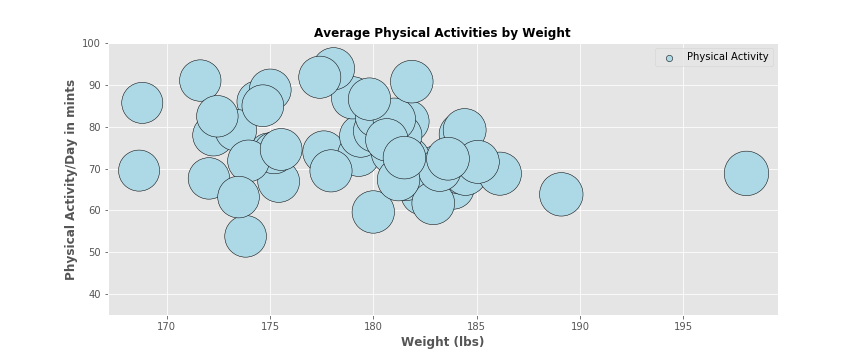 Average Physical Activities by Weight
Physical Activity
Physical Activity/Day in mints
100
90
80
70
60
50
40
170 175 180 185 190 195
Weight (lbs)